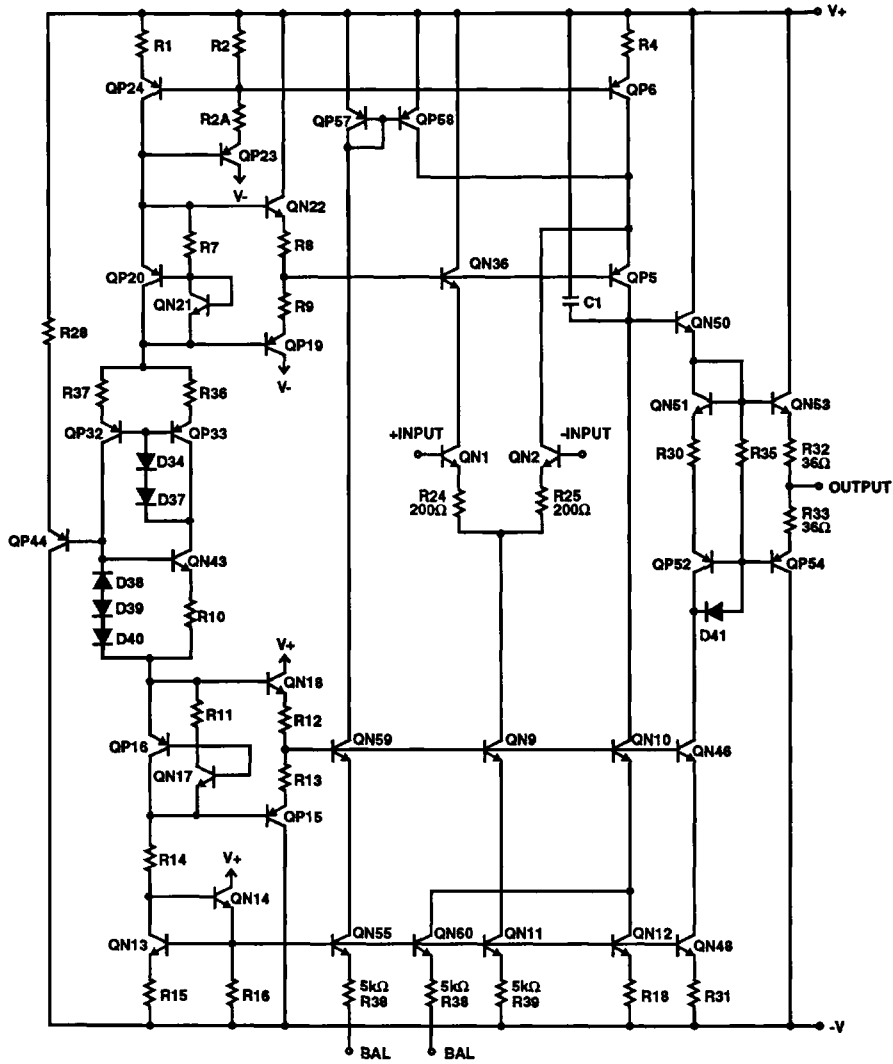 V+
R1
R2
R4
QP24
QP6
R2A
QP57
QP58
QP23
V-
QN22
R7
R8
QN36
QP20
QP5
QN21
R9
C1
R28
QN50
QP19
V-
R37
R36
QN51
QN53
QP32
QP33
+INPUT
-INPUT
QN1
QN2
D34
R30
R35
R32
36Ω
D37
R24
200Ω
R25
200Ω
OUTPUT
R33
36Ω
QP44
QN43
QP52
QP54
D38
D39
R10
D40
D41
V+
QN18
R11
R12
QN59
QN9
QN10
QN46
QP16
QN17
R13
QP15
R14
V+
QN14
QN13
QN55
QN60
QN11
QN12
QN48
R15
R16
5kΩ
R38
5kΩ
R38
5kΩ
R39
R18
R31
-V
BAL
BAL